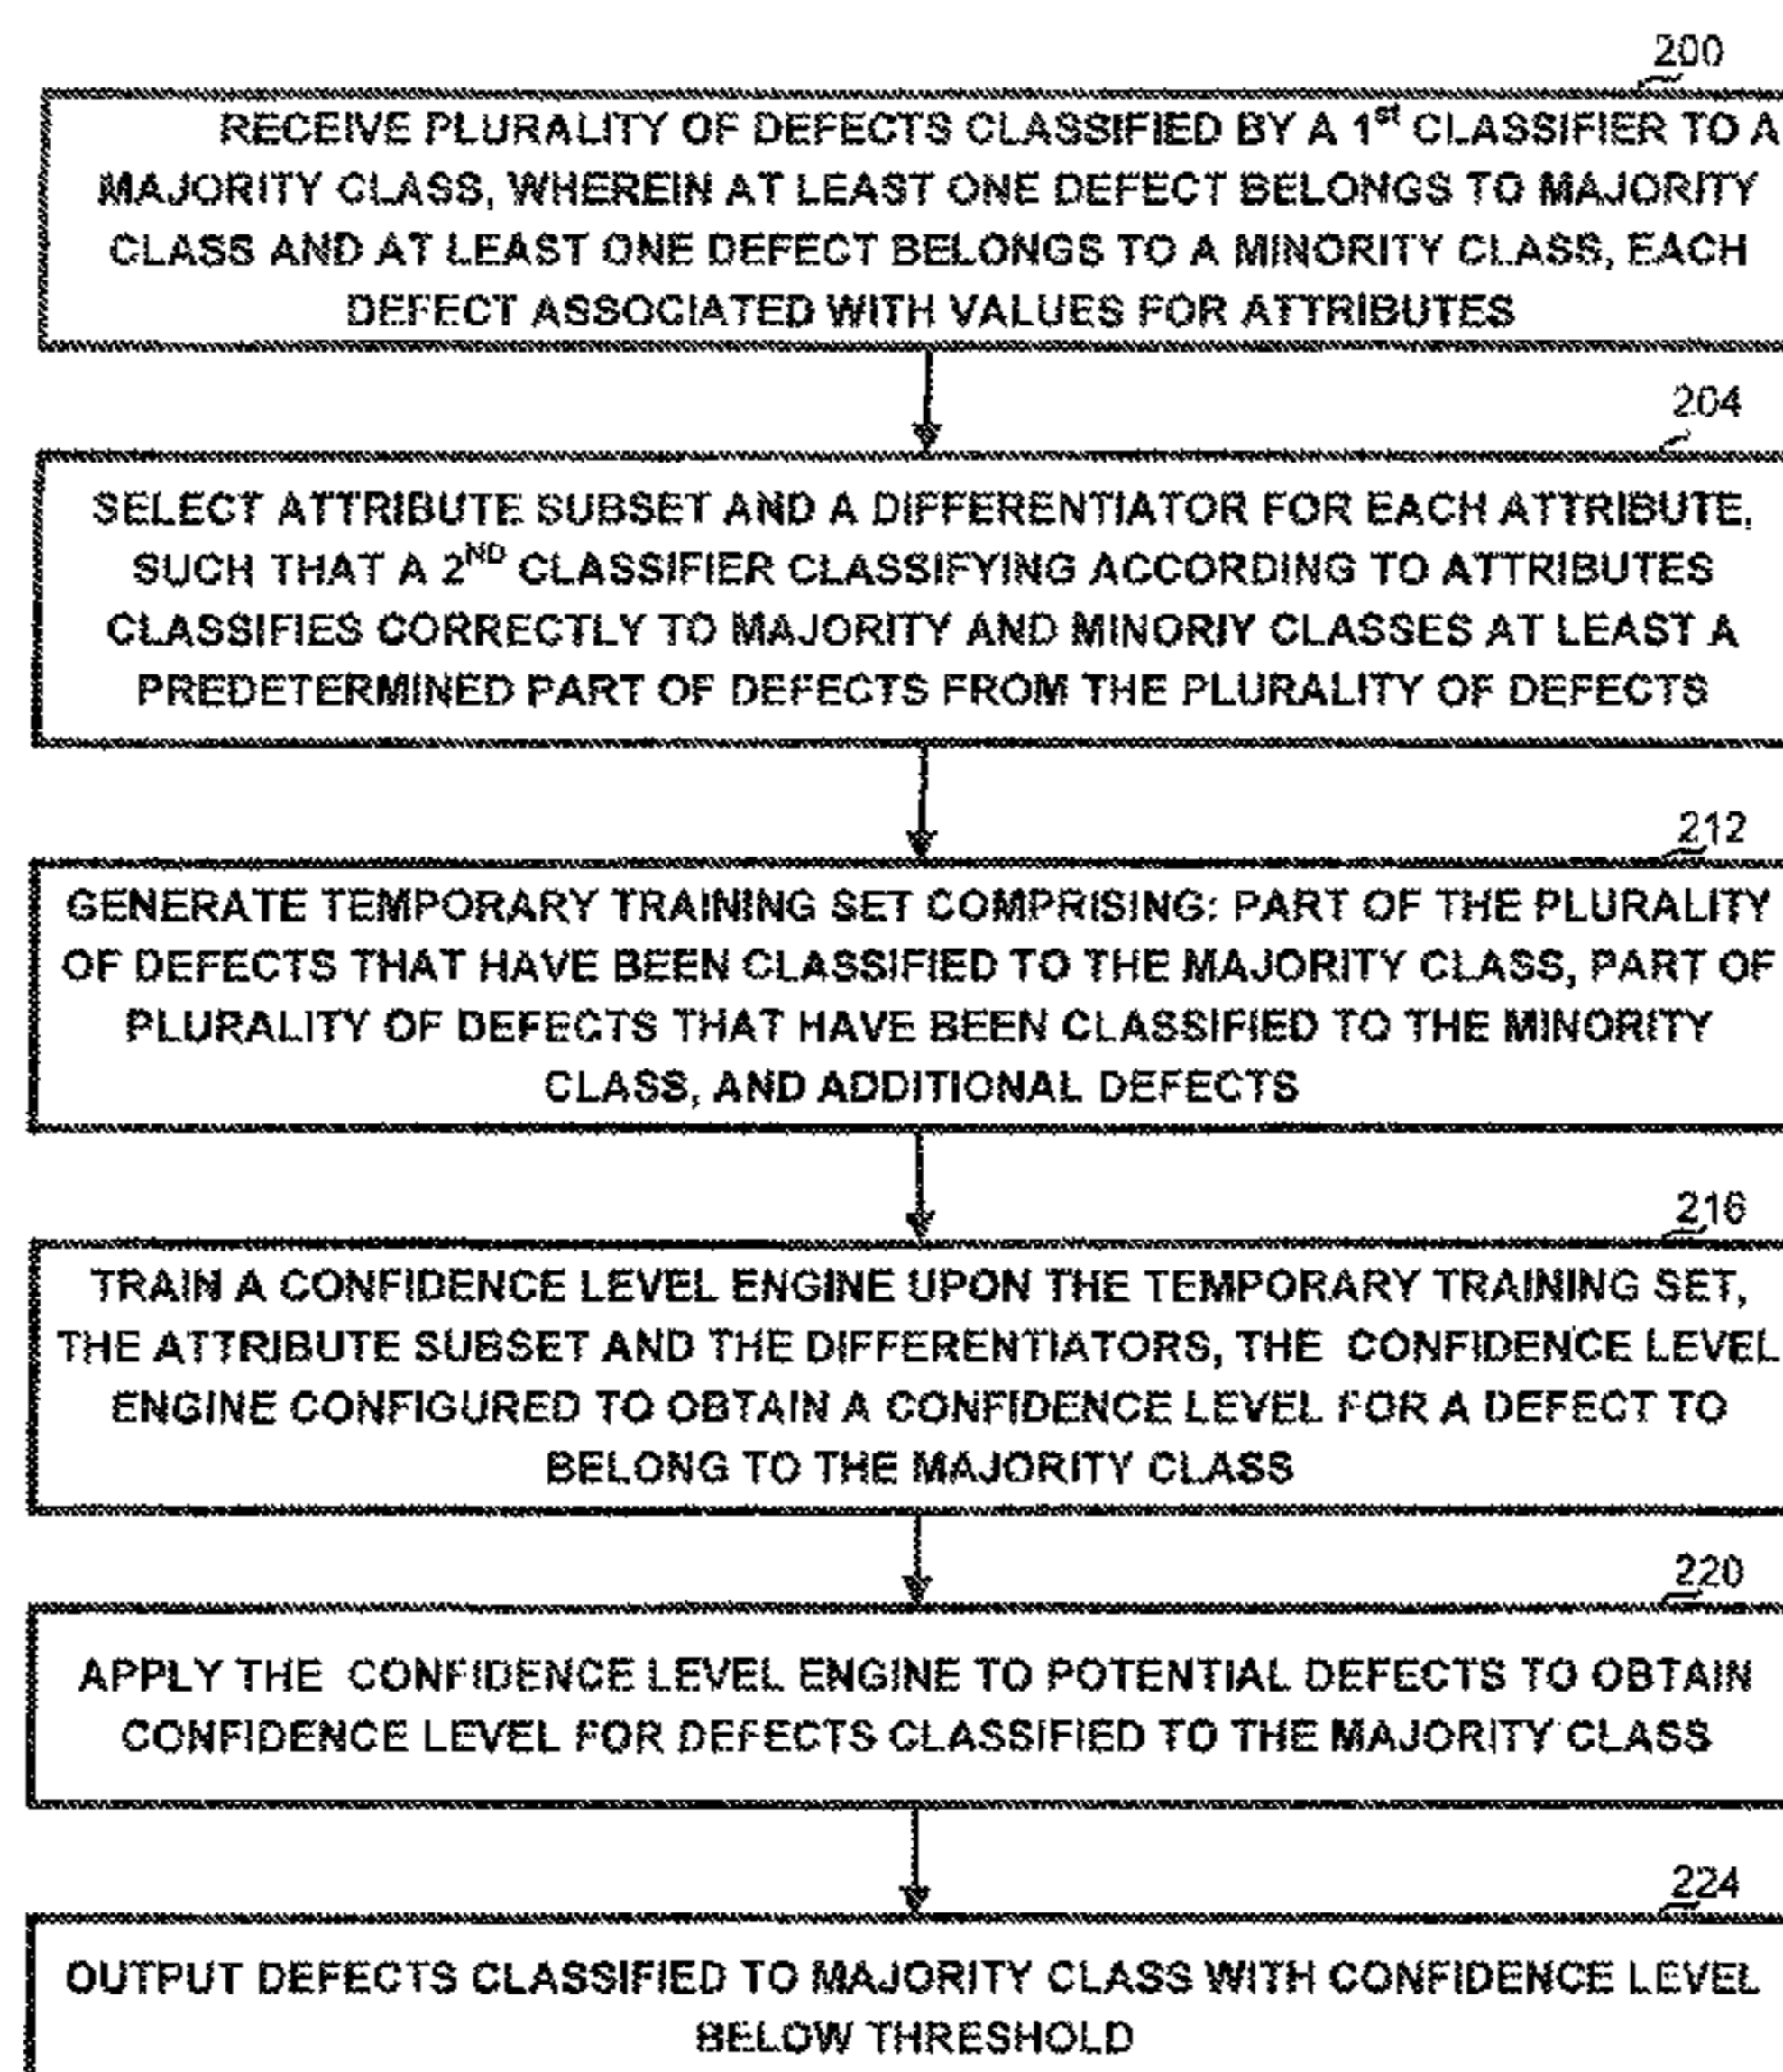 200
RECEIVE PLURALITY OF DEFECTS CLASSIFIED BY A 1st CLASSIFIER TO A
MAJORITY CLASS, WHEREIN AT LEAST ONE DEFECT BELONGS TO MAJORITY
CLASS AND AT LEAST ONE DEFECT BELONGS TO A MINORITY CLASS, EACH
DEFECT ASSOCIATED WITH VALUES FOR ATTRIBUTES
204
SELECT ATTRIBUTE SUBSET AND A DIFFERENTIATOR FOR EACH ATTRIBUTE,
SUCH THAT A 2ND CLASSIFIER CLASSIFYING ACCORDING TO ATTRIBUTES
CLASSIFIES CORRECTLY TO MAJORITY AND MINORIY CLASSES AT LEAST A
PREDETERMINED PART OF DEFECTS FROM THE PLURALITY OF DEFECTS
212
GENERATE TEMPORARY TRAINING SET COMPRISING: PART OF THE PLURALITY
OF DEFECTS THAT HAVE BEEN CLASSIFIED TO THE MAJORITY CLASS, PART OF
PLURALITY OF DEFECTS THAT HAVE BEEN CLASSIFIED TO THE MINORITY
CLASS, AND ADDITIONAL DEFECTS
216
TRAIN A CONFIDENCE LEVEL ENGINE UPON THE TEMPORARY TRAINING SET,
THE ATTRIBUTE SUBSET AND THE DIFFERENTIATORS, THE CONFIDENCE LEVEL
ENGINE CONFIGURED TO OBTAIN A CONFIDENCE LEVEL FOR A DEFECT TO
BELONG TO THE MAJORITY CLASS
220
APPLY THE CONFIDENCE LEVEL ENGINE TO POTENTIAL DEFECTS TO OBTAIN
CONFIDENCE LEVEL FOR DEFECTS CLASSIFIED TO THE MAJORITY CLASS
224
OUTPUT DEFECTS CLASSIFIED TO MAJORITY CLASS WITH CONFIDENCE LEVEL
BELOW THRESHOLD